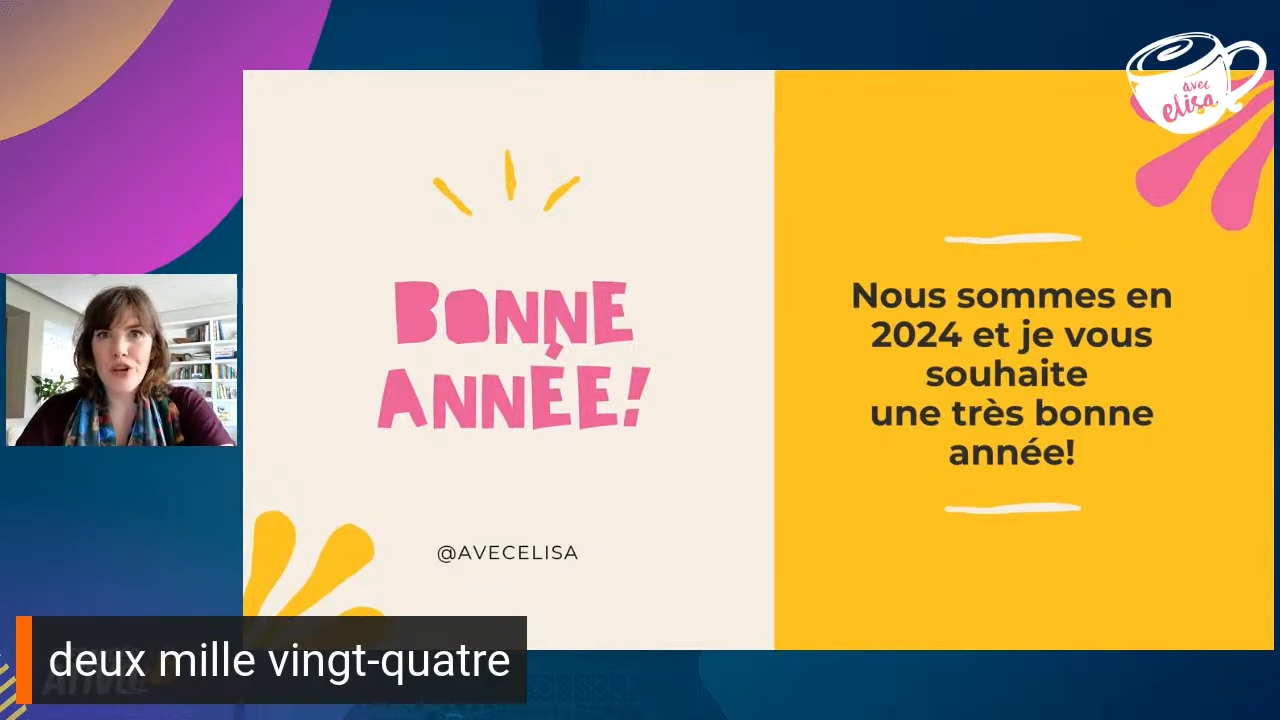 avec
elisa
BONNE
ANNÉE!
@AVECELISA
Nous sommes en
2024 et je vous
souhaite
une très bonne
année!
deux mille vingt-quatre